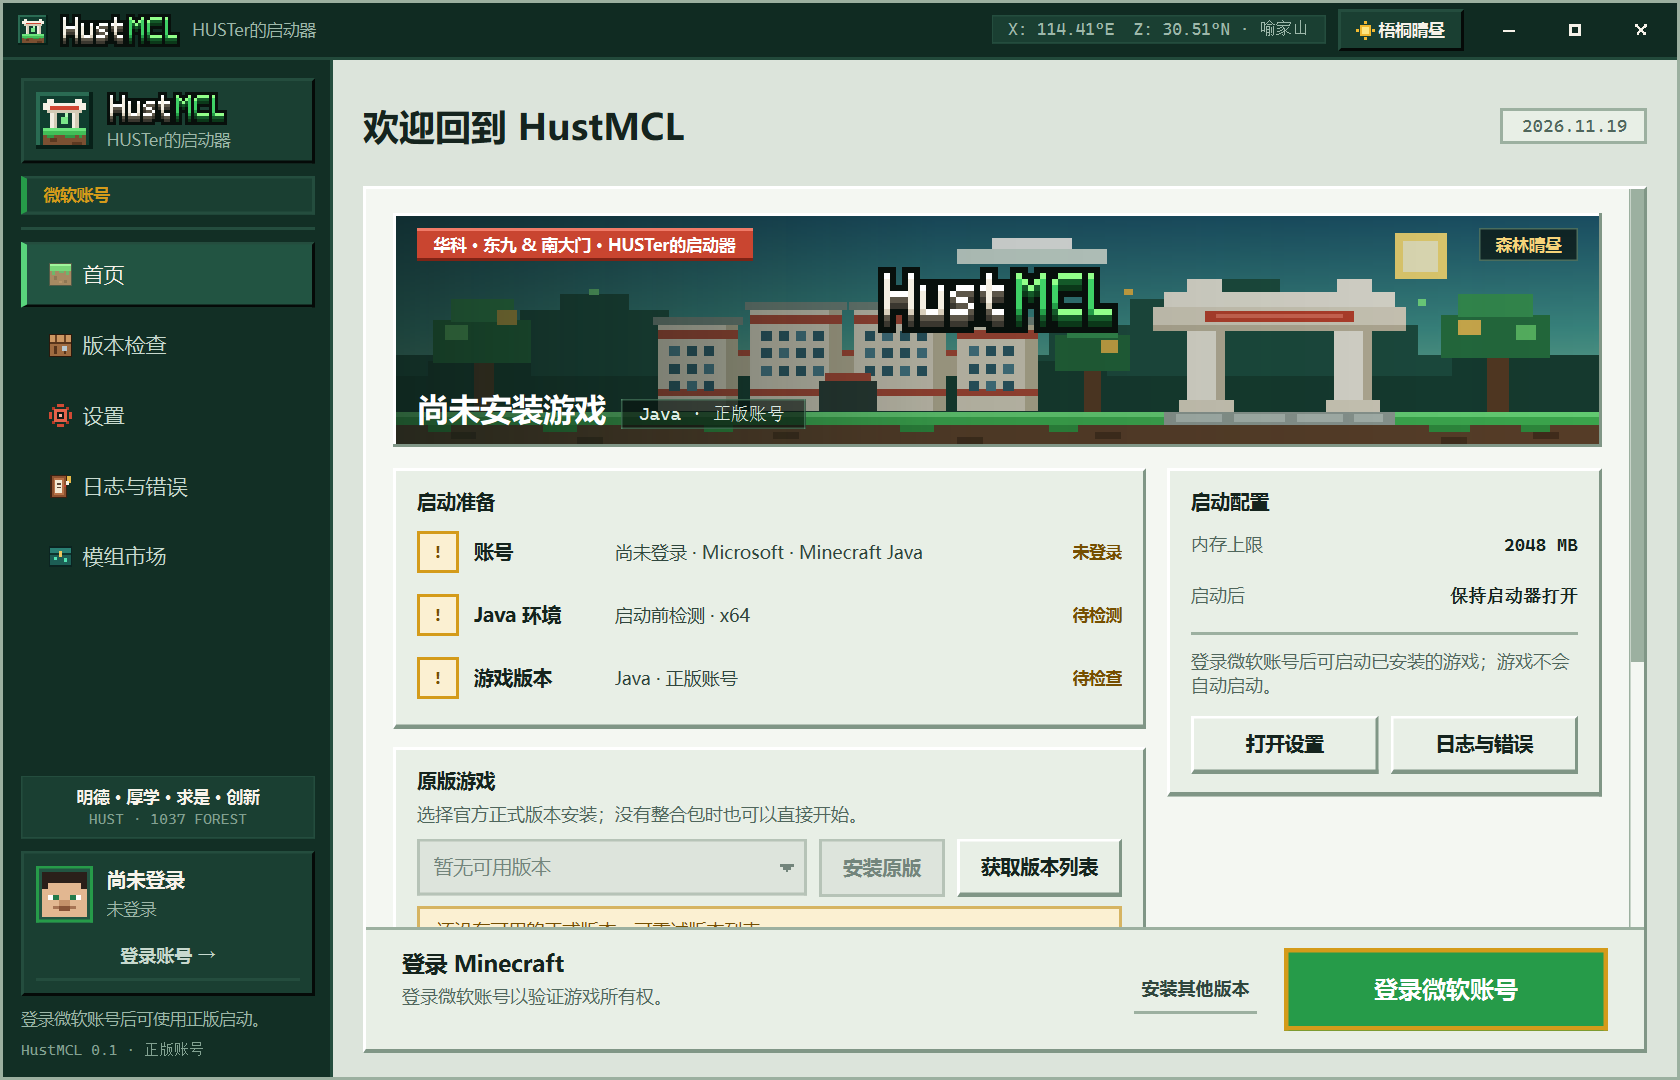 HustMCL HUSTer的启动器
X: 114.41°E Z: 30.51°N · 喻家山
梧桐晴昼
HustMCL
HUSTer的启动器
微软账号
首页
版本检查
设置
日志与错误
模组市场
明德 • 厚学 • 求是 • 创新
HUST · 1037 FOREST
尚未登录
未登录
登录账号 →
登录微软账号后可使用正版启动。
HustMCL 0.1 · 正版账号
欢迎回到 HustMCL
2026.11.19
华科 • 东九 & 南大门 • HUSTer的启动器
森林晴昼
HustMCL
尚未安装游戏
Java · 正版账号
启动准备
! 账号 尚未登录 · Microsoft · Minecraft Java 未登录
! Java 环境 启动前检测 · x64 待检测
! 游戏版本 Java · 正版账号 待检查
启动配置
内存上限 2048 MB
启动后 保持启动器打开
登录微软账号后可启动已安装的游戏；游戏不会
自动启动。
打开设置
日志与错误
原版游戏
选择官方正式版本安装；没有整合包时也可以直接开始。
暂无可用版本
安装原版
获取版本列表
登录 Minecraft
登录微软账号以验证游戏所有权。
安装其他版本
登录微软账号